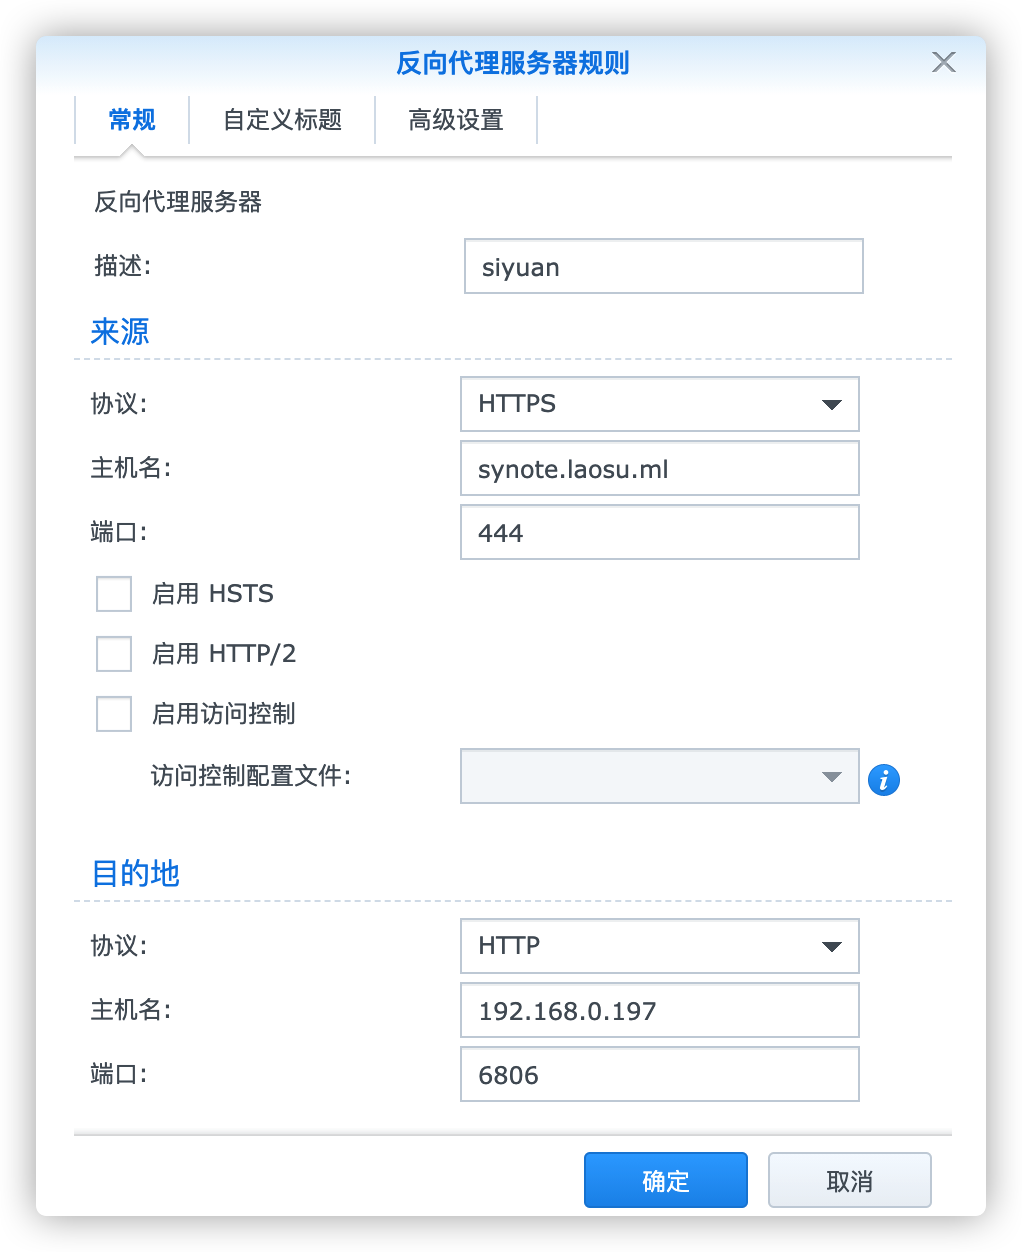 反向代理服务器规则
常规 自定义标题 高级设置
反向代理服务器
描述: siyuan
来源
协议: HTTPS
主机名: synote.laosu.ml
端口: 444
启用 HSTS
启用 HTTP/2
启用访问控制
访问控制配置文件:
目的地
协议: HTTP
主机名: 192.168.0.197
端口: 6806
确定 取消